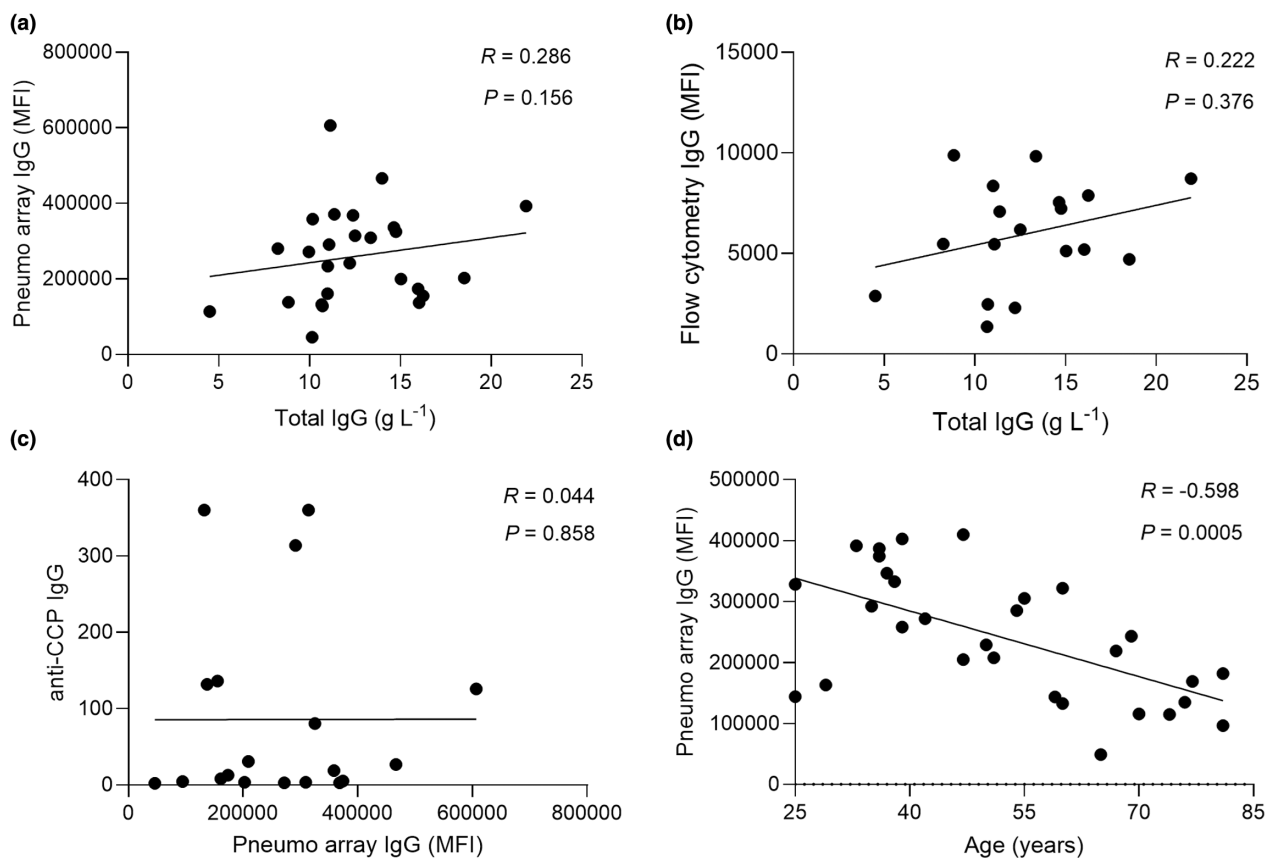 (a)
800000
600000
400000
200000
0
Pneumo array IgG (MFI)
R = 0.286
P = 0.156
0 5 10 15 20 25
Total IgG (g L⁻¹)
(b)
15000
10000
5000
0
Flow cytometry IgG (MFI)
R = 0.222
P = 0.376
0 5 10 15 20 25
Total IgG (g L⁻¹)
(c)
400
300
200
100
0
anti-CCP IgG
R = 0.044
P = 0.858
0 200000 400000 600000 800000
Pneumo array IgG (MFI)
(d)
500000
400000
300000
200000
100000
0
Pneumo array IgG (MFI)
R = -0.598
P = 0.0005
25 40 55 70 85
Age (years)